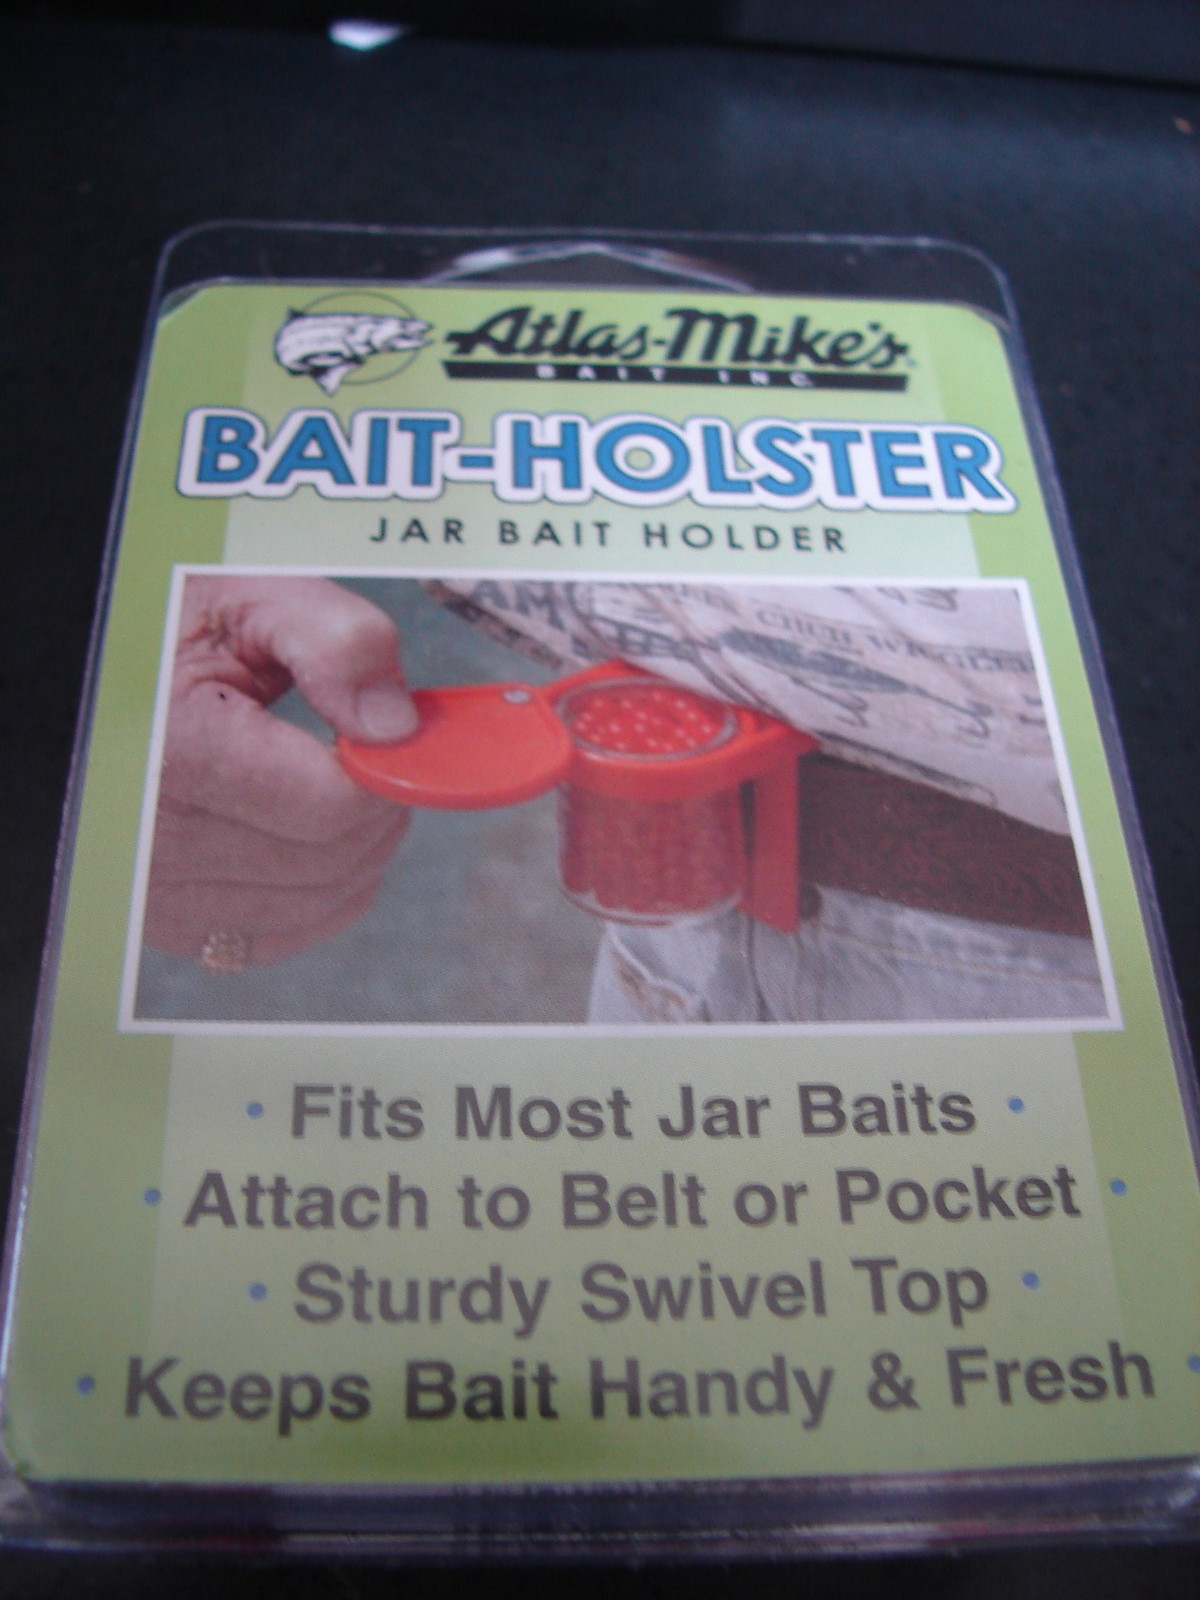 Atlas-Mike's
BAIT INC.
BAIT-HOLSTER
JAR BAIT HOLDER
• Fits Most Jar Baits •
• Attach to Belt or Pocket •
• Sturdy Swivel Top •
• Keeps Bait Handy & Fresh •